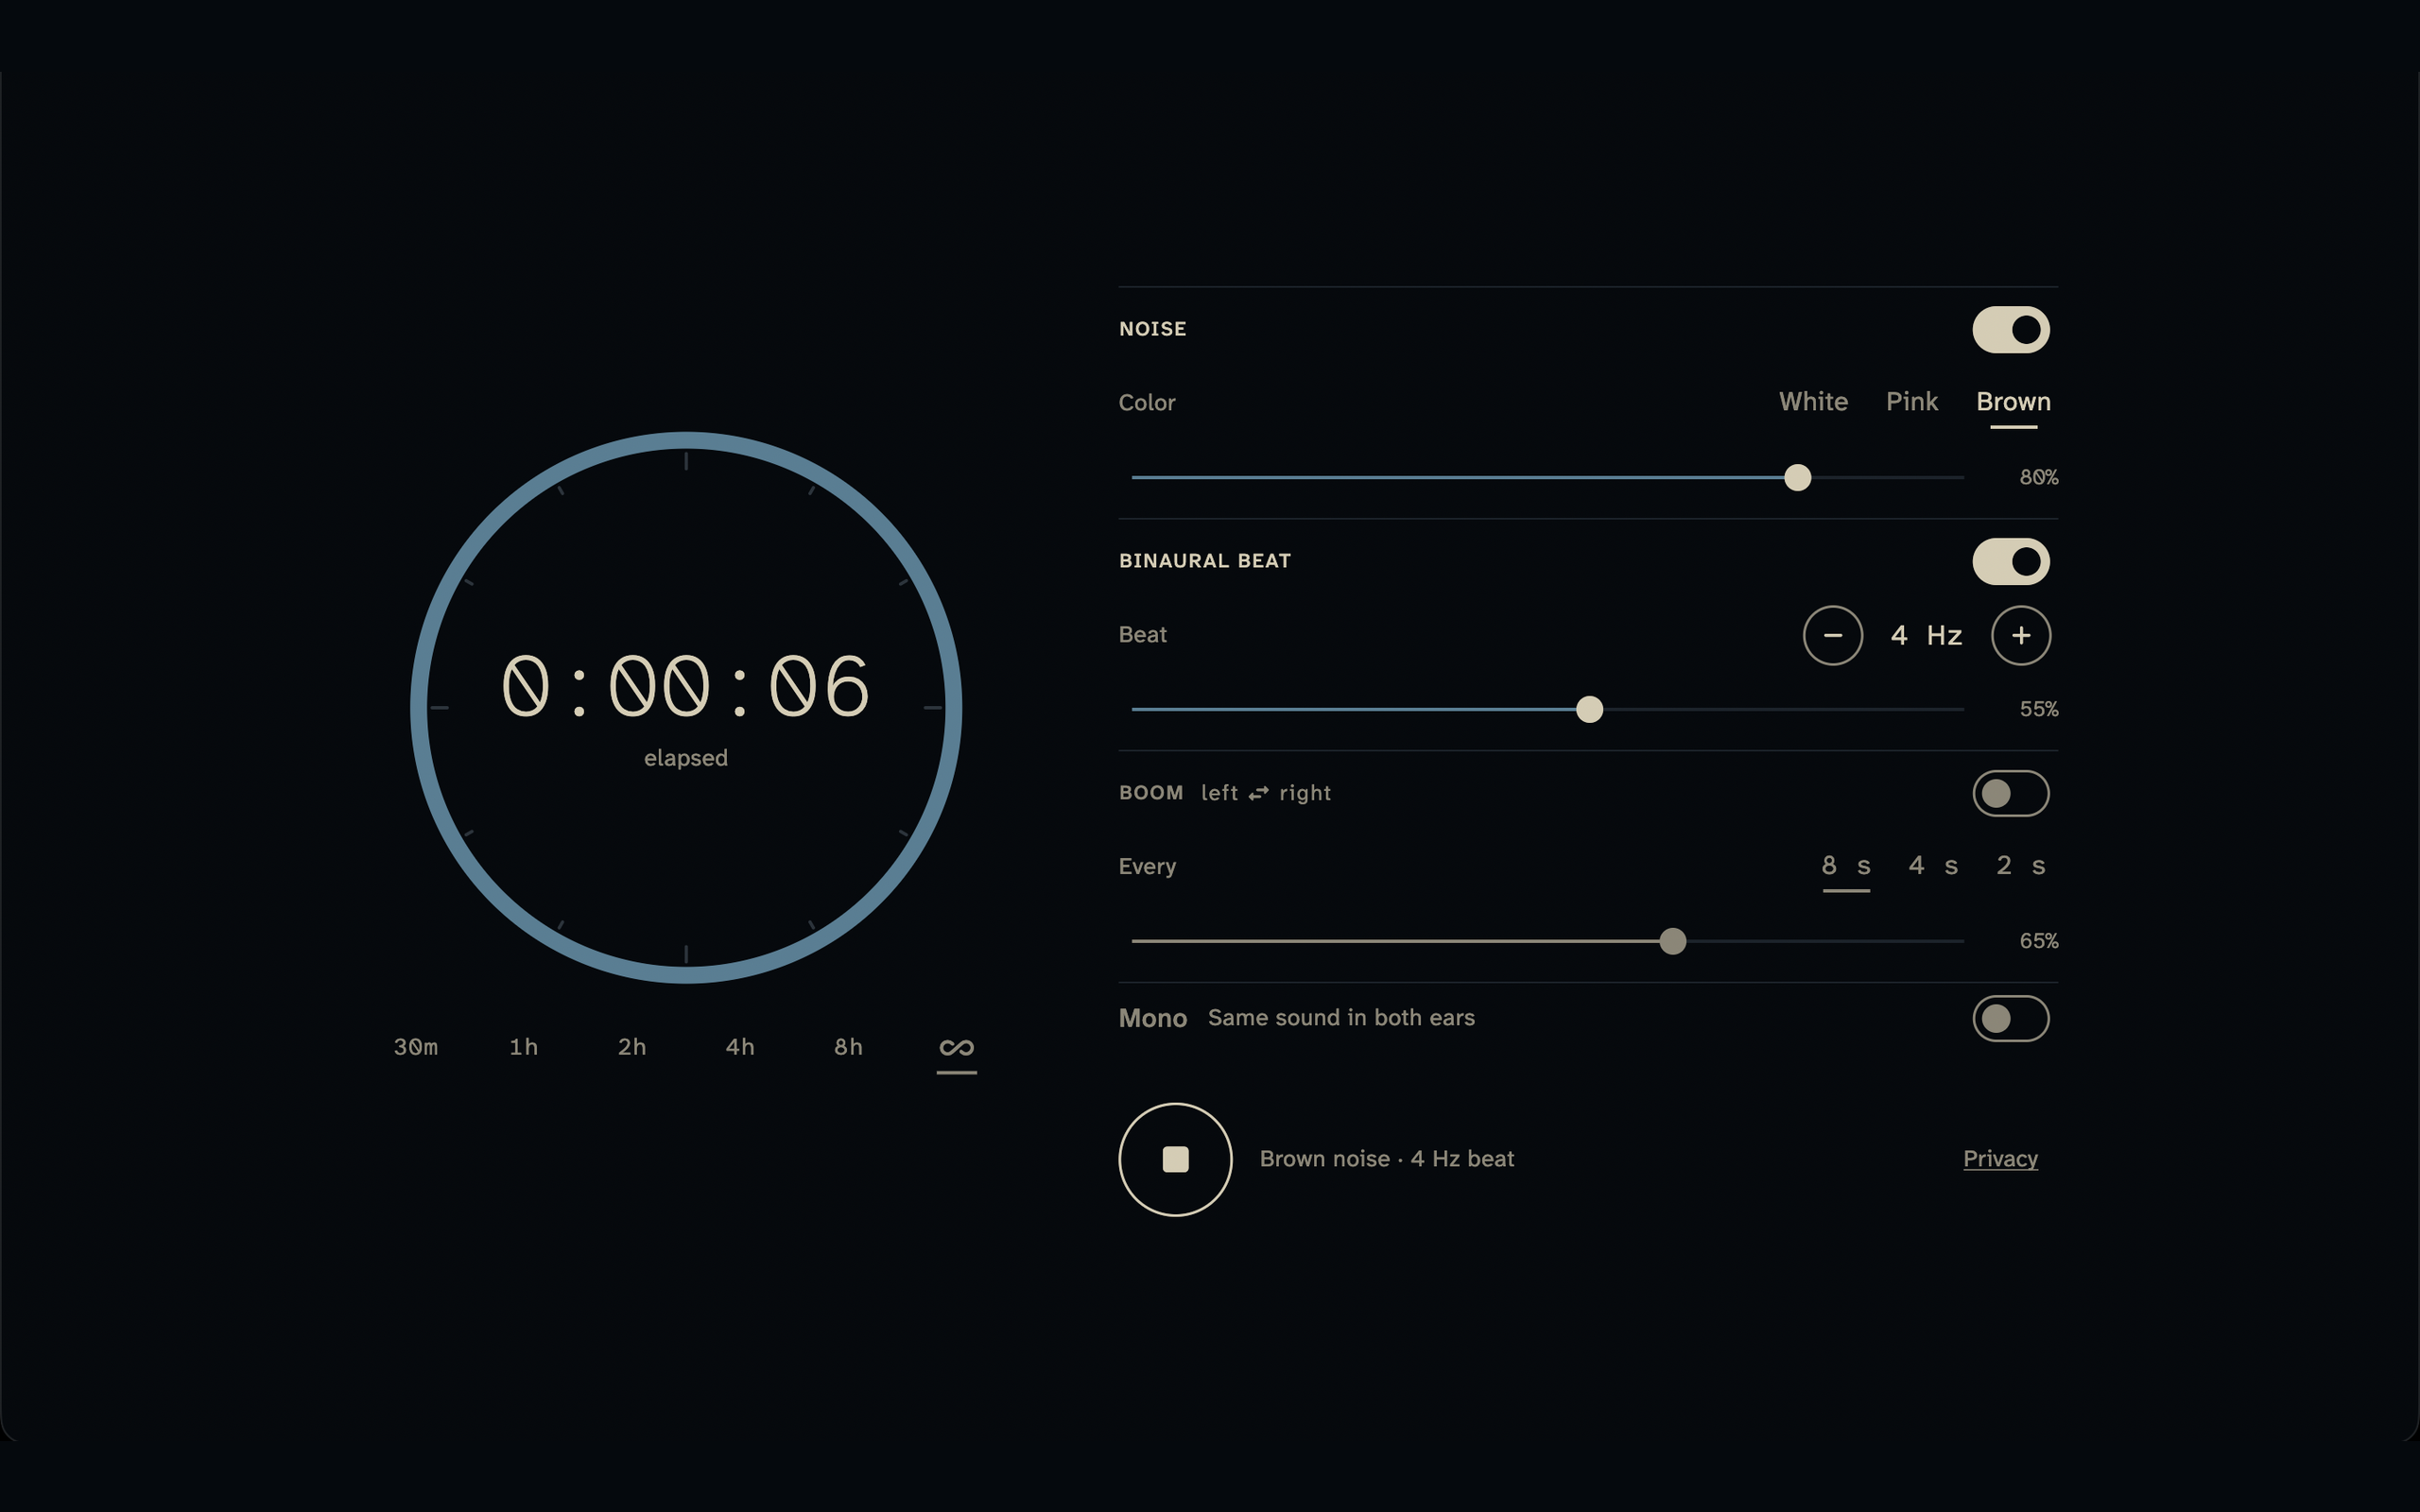 0:00:06
elapsed
30m 1h 2h 4h 8h ∞
NOISE
Color White Pink Brown
80%
BINAURAL BEAT
Beat − 4 Hz +
55%
BOOM left ⇄ right
Every 8 s 4 s 2 s
65%
Mono Same sound in both ears
Brown noise · 4 Hz beat Privacy